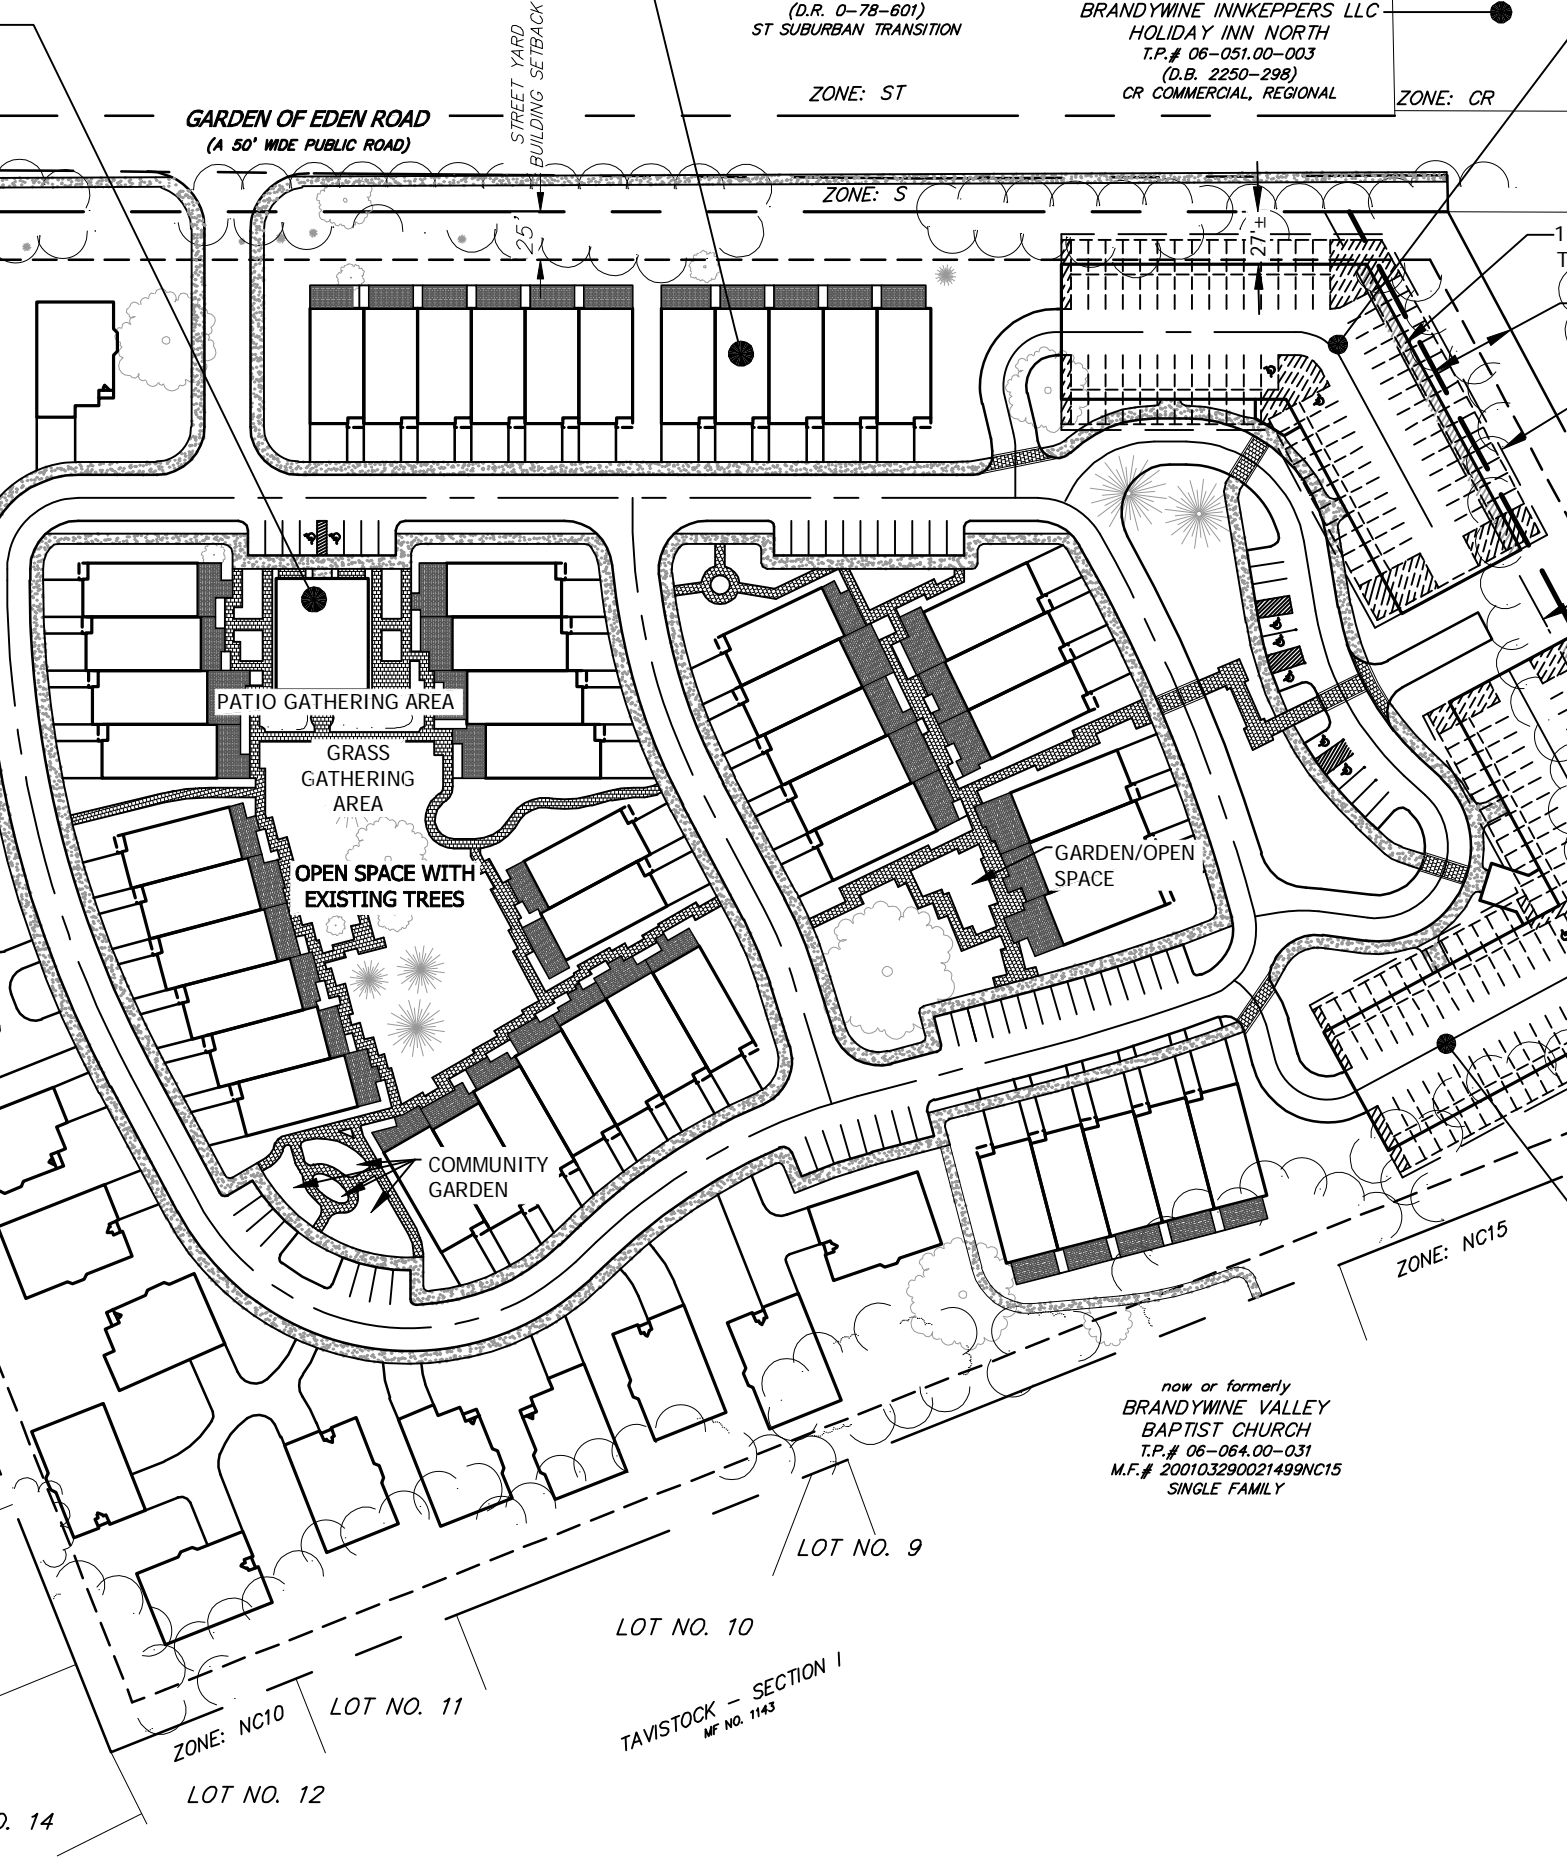 (D.R. O-78-601)
ST SUBURBAN TRANSITION
BRANDYWINE INNKEPPERS LLC
HOLIDAY INN NORTH
T.P.# 06-051.00-003
(D.B. 2250-298)
CR COMMERCIAL, REGIONAL
ZONE: ST
ZONE: CR
STREET YARD
BUILDING SETBACK
GARDEN OF EDEN ROAD
(A 50' WIDE PUBLIC ROAD)
ZONE: S
25'
27'±
1
T
PATIO GATHERING AREA
GRASS
GATHERING
AREA
OPEN SPACE WITH
EXISTING TREES
GARDEN/OPEN
SPACE
COMMUNITY
GARDEN
ZONE: NC15
now or formerly
BRANDYWINE VALLEY
BAPTIST CHURCH
T.P.# 06-064.00-031
M.F.# 200103290021499NC15
SINGLE FAMILY
LOT NO. 9
LOT NO. 10
TAVISTOCK - SECTION I
MF NO. 1143
LOT NO. 11
ZONE: NC10
LOT NO. 12
O. 14